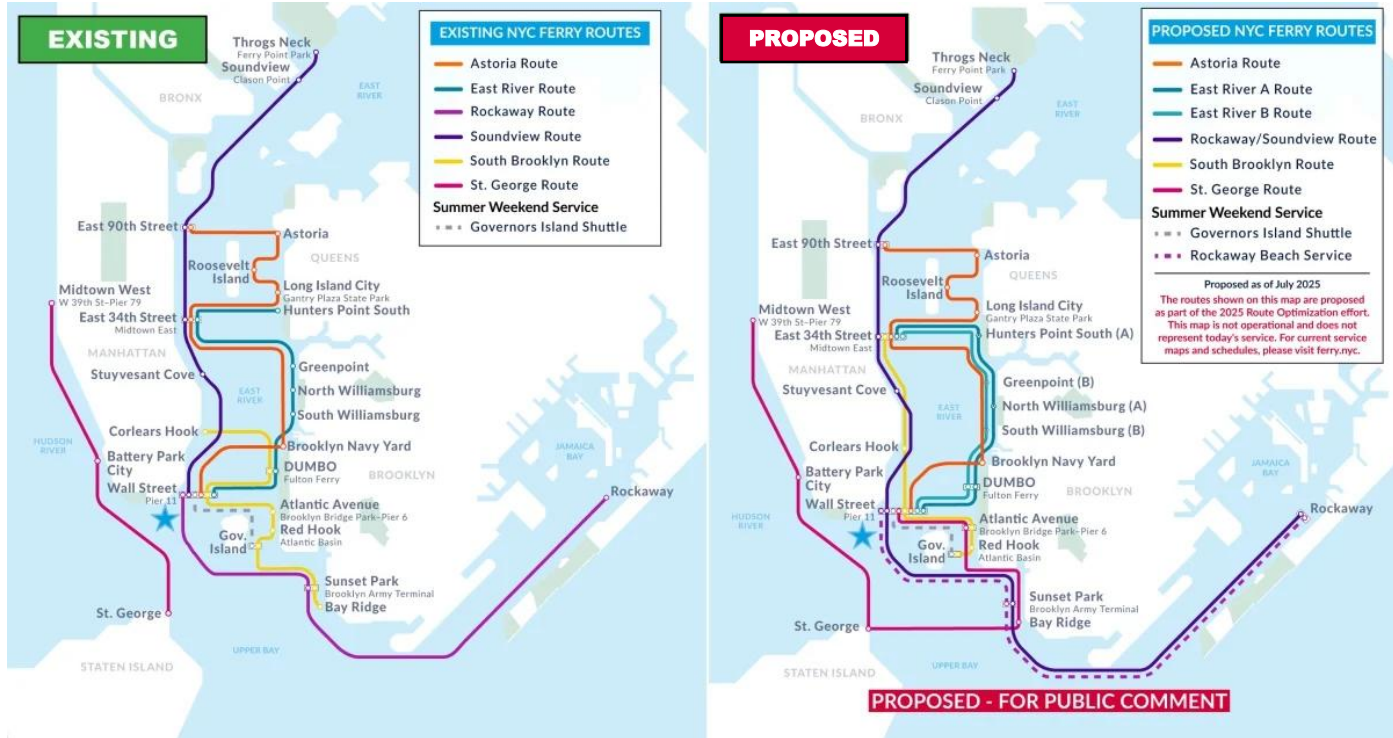 EXISTING
EXISTING NYC FERRY ROUTES
Astoria Route
East River Route
Rockaway Route
Soundview Route
South Brooklyn Route
St. George Route
Summer Weekend Service
Governors Island Shuttle
Throgs Neck
Ferry Point Park
Soundview
Clason Point
BRONX
EAST
RIVER
East 90th Street
Astoria
Roosevelt
Island
QUEENS
Long Island City
Gantry Plaza State Park
Hunters Point South
Midtown West
W 39th St–Pier 79
East 34th Street
Midtown East
MANHATTAN
Stuyvesant Cove
Greenpoint
EAST
RIVER
North Williamsburg
South Williamsburg
Corlears Hook
HUDSON
RIVER
Brooklyn Navy Yard
JAMAICA
BAY
Battery Park
City
DUMBO
Fulton Ferry
BROOKLYN
Wall Street
Pier 11
Rockaway
Atlantic Avenue
Brooklyn Bridge Park–Pier 6
Red Hook
Atlantic Basin
Gov.
Island
Sunset Park
Brooklyn Army Terminal
Bay Ridge
St. George
UPPER BAY
STATEN ISLAND
PROPOSED
PROPOSED NYC FERRY ROUTES
Astoria Route
East River A Route
East River B Route
Rockaway/Soundview Route
South Brooklyn Route
St. George Route
Summer Weekend Service
Governors Island Shuttle
Rockaway Beach Service
Proposed as of July 2025
The routes shown on this map are proposed
as part of the 2025 Route Optimization effort.
This map is not operational and does not
represent today's service. For current service
maps and schedules, please visit ferry.nyc.
Throgs Neck
Ferry Point Park
Soundview
Clason Point
BRONX
EAST
RIVER
East 90th Street
Astoria
Roosevelt
Island
QUEENS
Long Island City
Gantry Plaza State Park
Hunters Point South (A)
Midtown West
W 39th St–Pier 79
East 34th Street
Midtown East
MANHATTAN
Stuyvesant Cove
Greenpoint (B)
EAST
RIVER
North Williamsburg (A)
South Williamsburg (B)
Corlears Hook
Brooklyn Navy Yard
JAMAICA
BAY
Battery Park
City
DUMBO
Fulton Ferry
BROOKLYN
Wall Street
Pier 11
HUDSON
RIVER
Rockaway
Atlantic Avenue
Brooklyn Bridge Park–Pier 6
Red Hook
Atlantic Basin
Gov.
Island
Sunset Park
Brooklyn Army Terminal
Bay Ridge
St. George
UPPER BAY
STATEN ISLAND
PROPOSED - FOR PUBLIC COMMENT